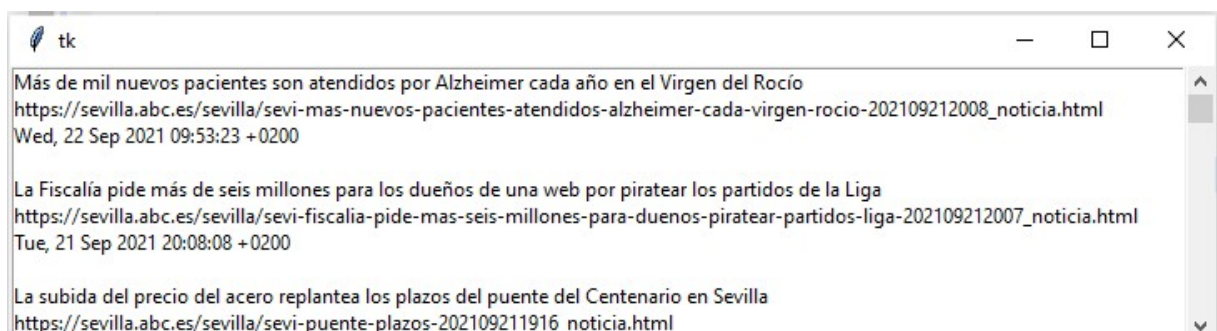 tk
Más de mil nuevos pacientes son atendidos por Alzheimer cada año en el Virgen del Rocío
https://sevilla.abc.es/sevilla/sevi-mas-nuevos-pacientes-atendidos-alzheimer-cada-virgen-rocio-202109212008_noticia.html
Wed, 22 Sep 2021 09:53:23 +0200
La Fiscalía pide más de seis millones para los dueños de una web por piratear los partidos de la Liga
https://sevilla.abc.es/sevilla/sevi-fiscalia-pide-mas-seis-millones-para-duenos-piratear-partidos-liga-202109212007_noticia.html
Tue, 21 Sep 2021 20:08:08 +0200
La subida del precio del acero replantea los plazos del puente del Centenario en Sevilla
https://sevilla.abc.es/sevilla/sevi-puente-plazos-202109211916_noticia.html